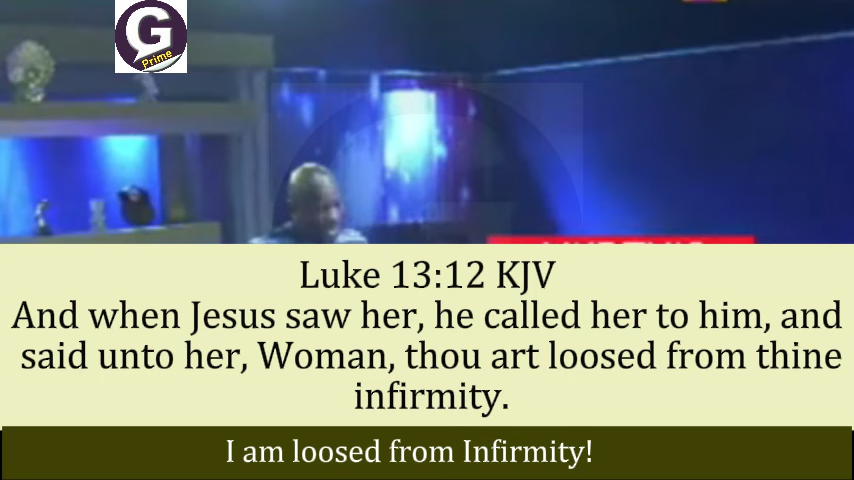 G
Prime
Luke 13:12 KJV
And when Jesus saw her, he called her to him, and
said unto her, Woman, thou art loosed from thine
infirmity.
I am loosed from Infirmity!